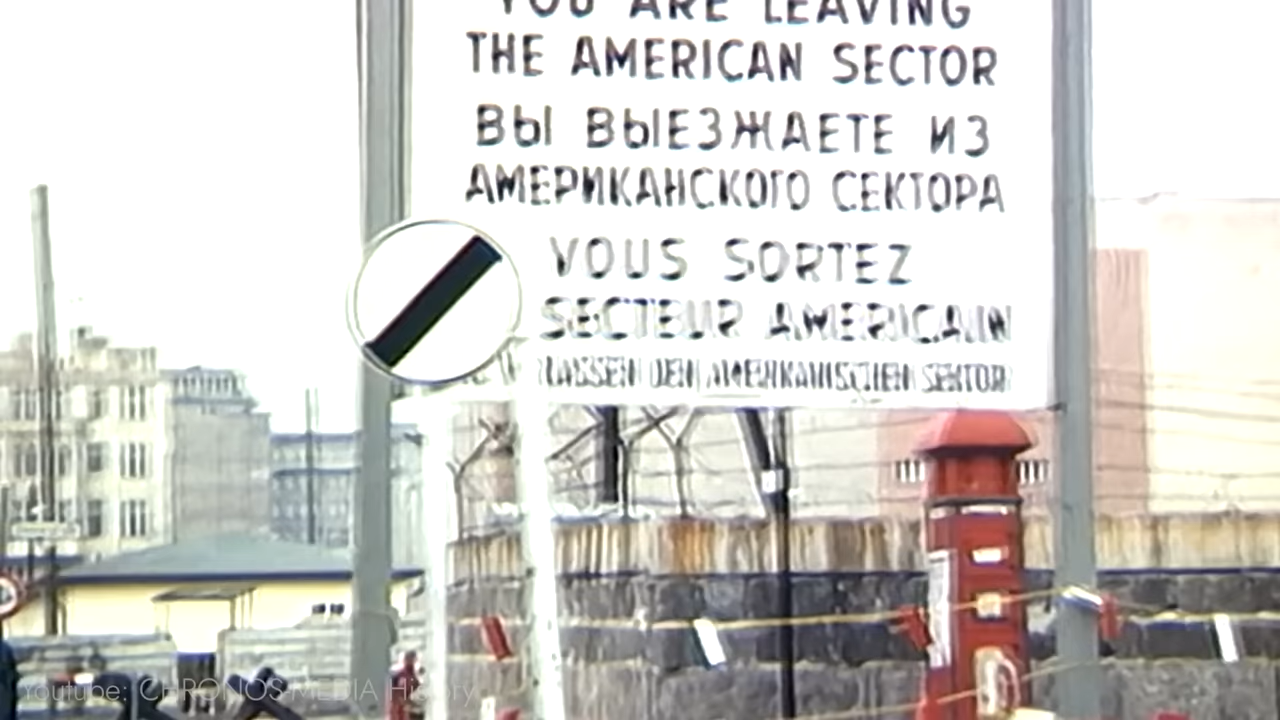 YOU ARE LEAVING
THE AMERICAN SECTOR
ВЫ ВЫЕЗЖАЕТЕ ИЗ
АМЕРИКАНСКОГО СЕКТОРА
VOUS SORTEZ
SECTEUR AMERICAIN
LASSEN DEN AMERIKANISCHEN SEKTOR
Youtube: CHRONOS-MEDIA History